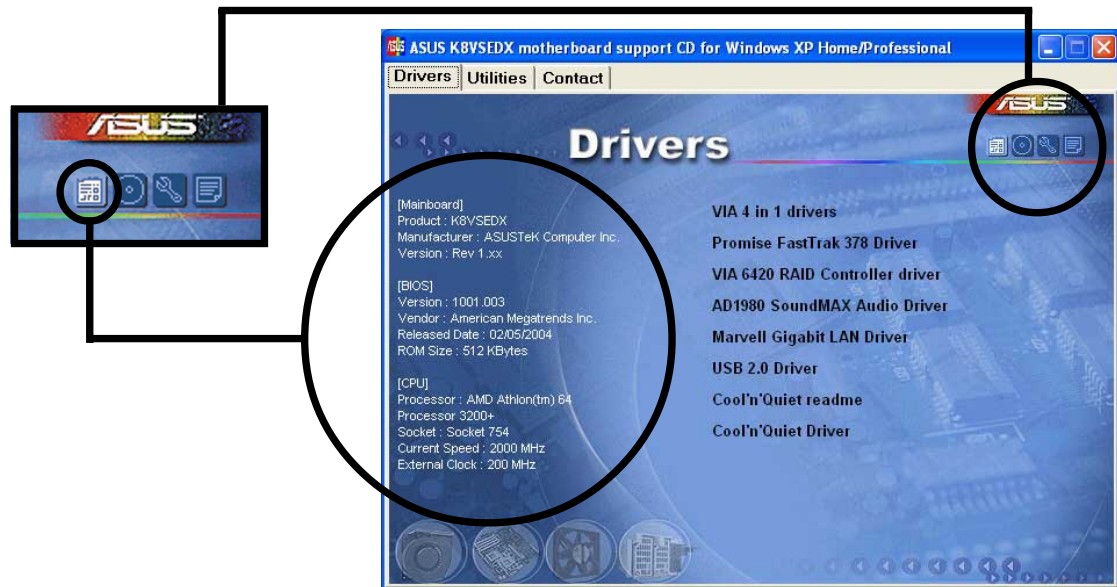 ASUS K8VSEDX motherboard support CD for Windows XP Home/Professional
Drivers Utilities Contact
/SUS
/SUS
Drivers
[Mainboard]
Product : K8VSEDX
Manufacturer : ASUSTeK Computer Inc.
Version : Rev 1.xx
[BIOS]
Version : 1001.003
Vendor : American Megatrends Inc.
Released Date : 02/05/2004
ROM Size : 512 KBytes
[CPU]
Processor : AMD Athlon(tm) 64
Processor 3200+
Socket : Socket 754
Current Speed : 2000 MHz
External Clock : 200 MHz
VIA 4 in 1 drivers
Promise FastTrak 378 Driver
VIA 6420 RAID Controller driver
AD1980 SoundMAX Audio Driver
Marvell Gigabit LAN Driver
USB 2.0 Driver
Cool'n'Quiet readme
Cool'n'Quiet Driver